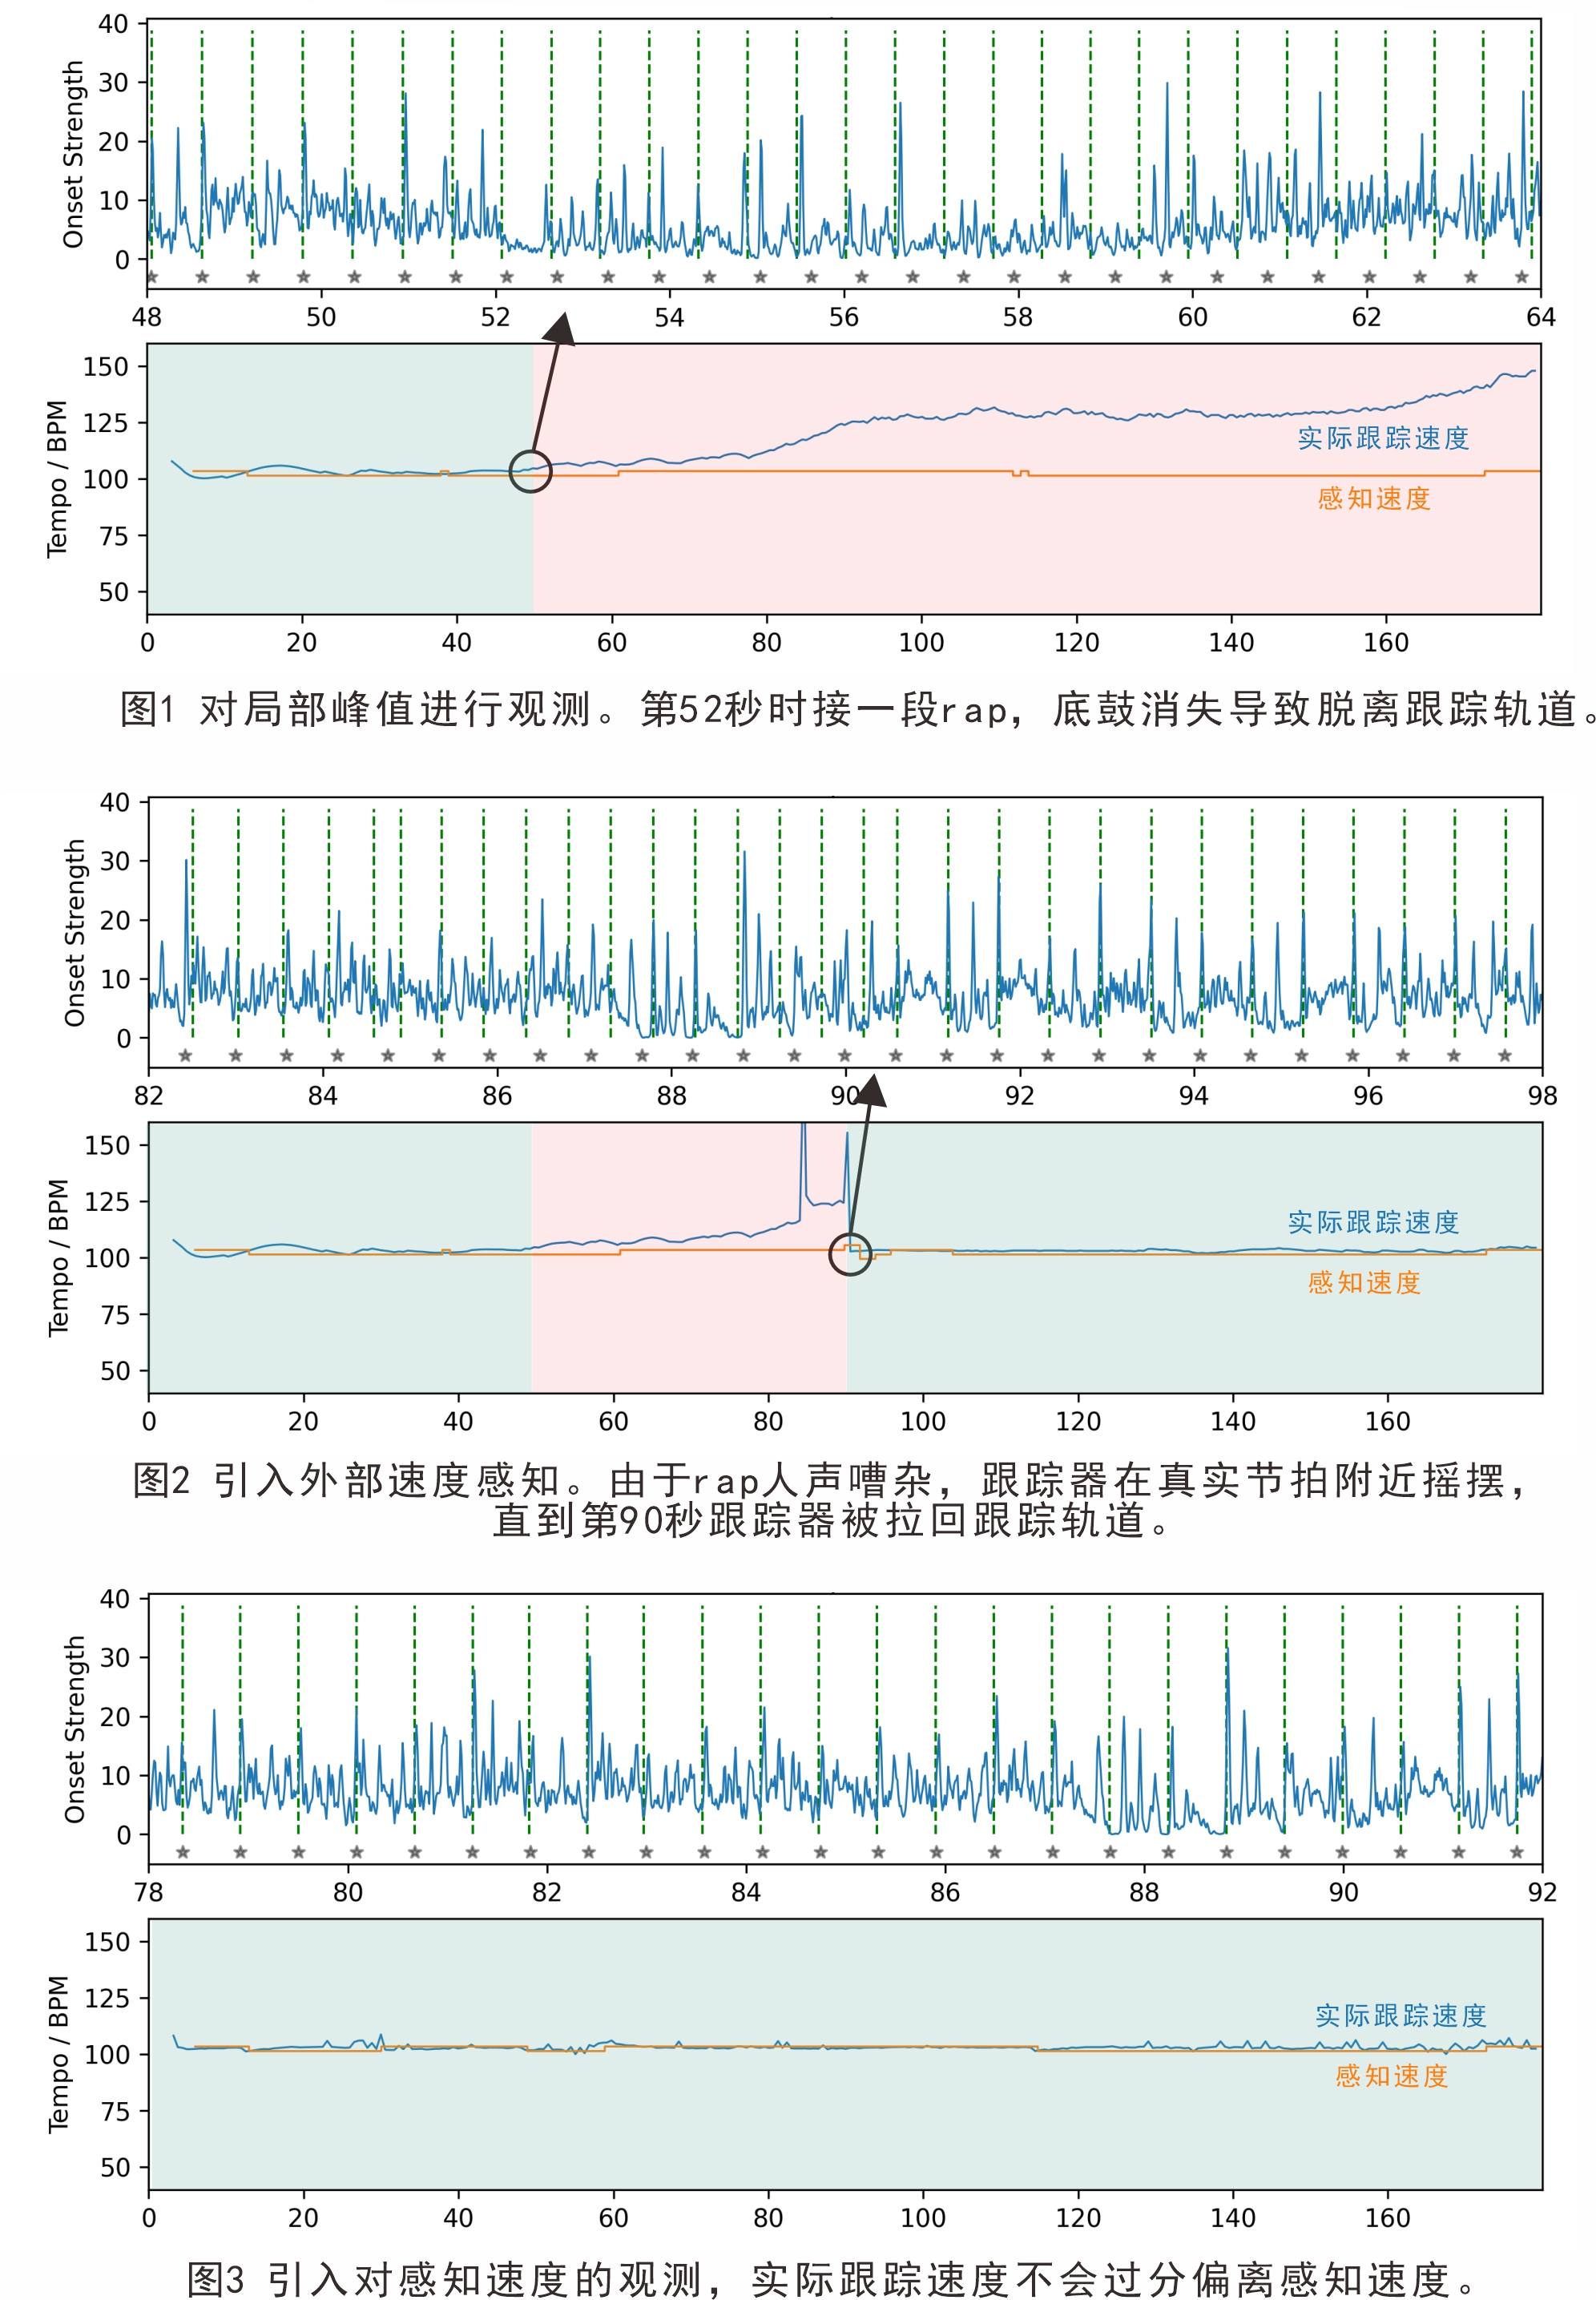 40
30
20
10
0
Onset Strength
48 50 52 54 56 58 60 62 64
150
125
100
75
50
Tempo / BPM
实际跟踪速度
感知速度
0 20 40 60 80 100 120 140 160
图1 对局部峰值进行观测。第52秒时接一段rap，底鼓消失导致脱离跟踪轨道。
40
30
20
10
0
Onset Strength
82 84 86 88 90 92 94 96 98
150
125
100
75
50
Tempo / BPM
实际跟踪速度
感知速度
0 20 40 60 80 100 120 140 160
图2 引入外部速度感知。由于rap人声嘈杂，跟踪器在真实节拍附近摇摆，
直到第90秒跟踪器被拉回跟踪轨道。
40
30
20
10
0
Onset Strength
78 80 82 84 86 88 90 92
150
125
100
75
50
Tempo / BPM
实际跟踪速度
感知速度
0 20 40 60 80 100 120 140 160
图3 引入对感知速度的观测，实际跟踪速度不会过分偏离感知速度。